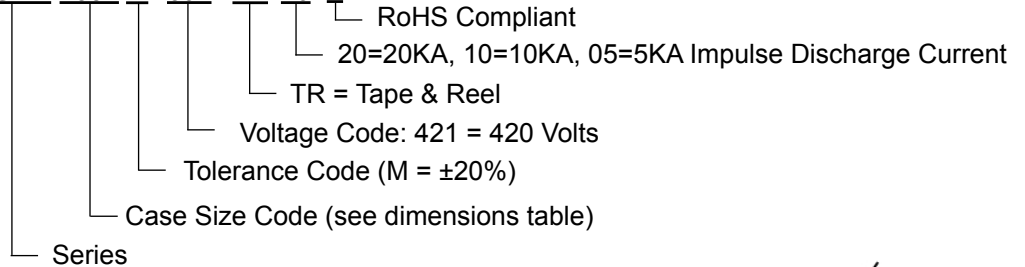 RoHS Compliant
20=20KA, 10=10KA, 05=5KA Impulse Discharge Current
TR = Tape & Reel
Voltage Code: 421 = 420 Volts
Tolerance Code (M = ±20%)
Case Size Code (see dimensions table)
Series